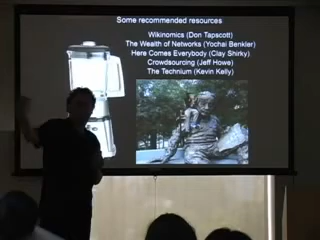 Some recommended resources
Wikinomics (Don Tapscott)
The Wealth of Networks (Yochai Benkler)
Here Comes Everybody (Clay Shirky)
Crowdsourcing (Jeff Howe)
The Technium (Kevin Kelly)